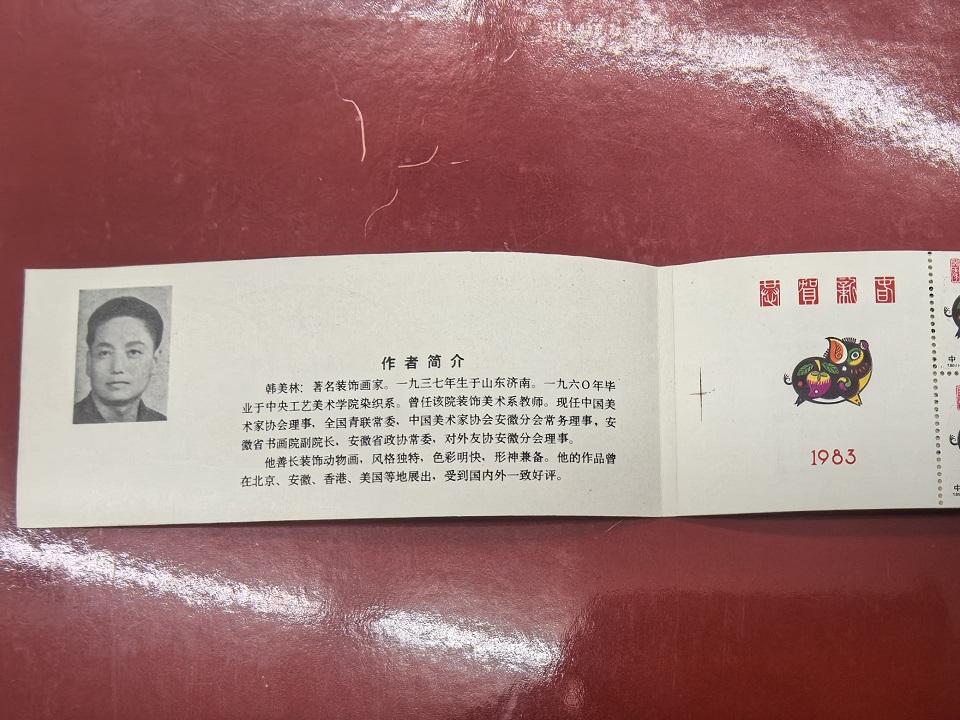 作者简介
韩美林：著名装饰画家。一九三七年生于山东济南。一九六〇年毕
业于中央工艺美术学院染织系。曾任该院装饰美术系教师。现任中国美
术家协会理事，全国青联常委，中国美术家协会安徽分会常务理事，安
徽省书画院副院长，安徽省政协常委，对外友协安徽分会理事。
他善长装饰动物画，风格独特，色彩明快，形神兼备。他的作品曾
在北京、安徽、香港、美国等地展出，受到国内外一致好评。
恭贺新春
1983
中
中